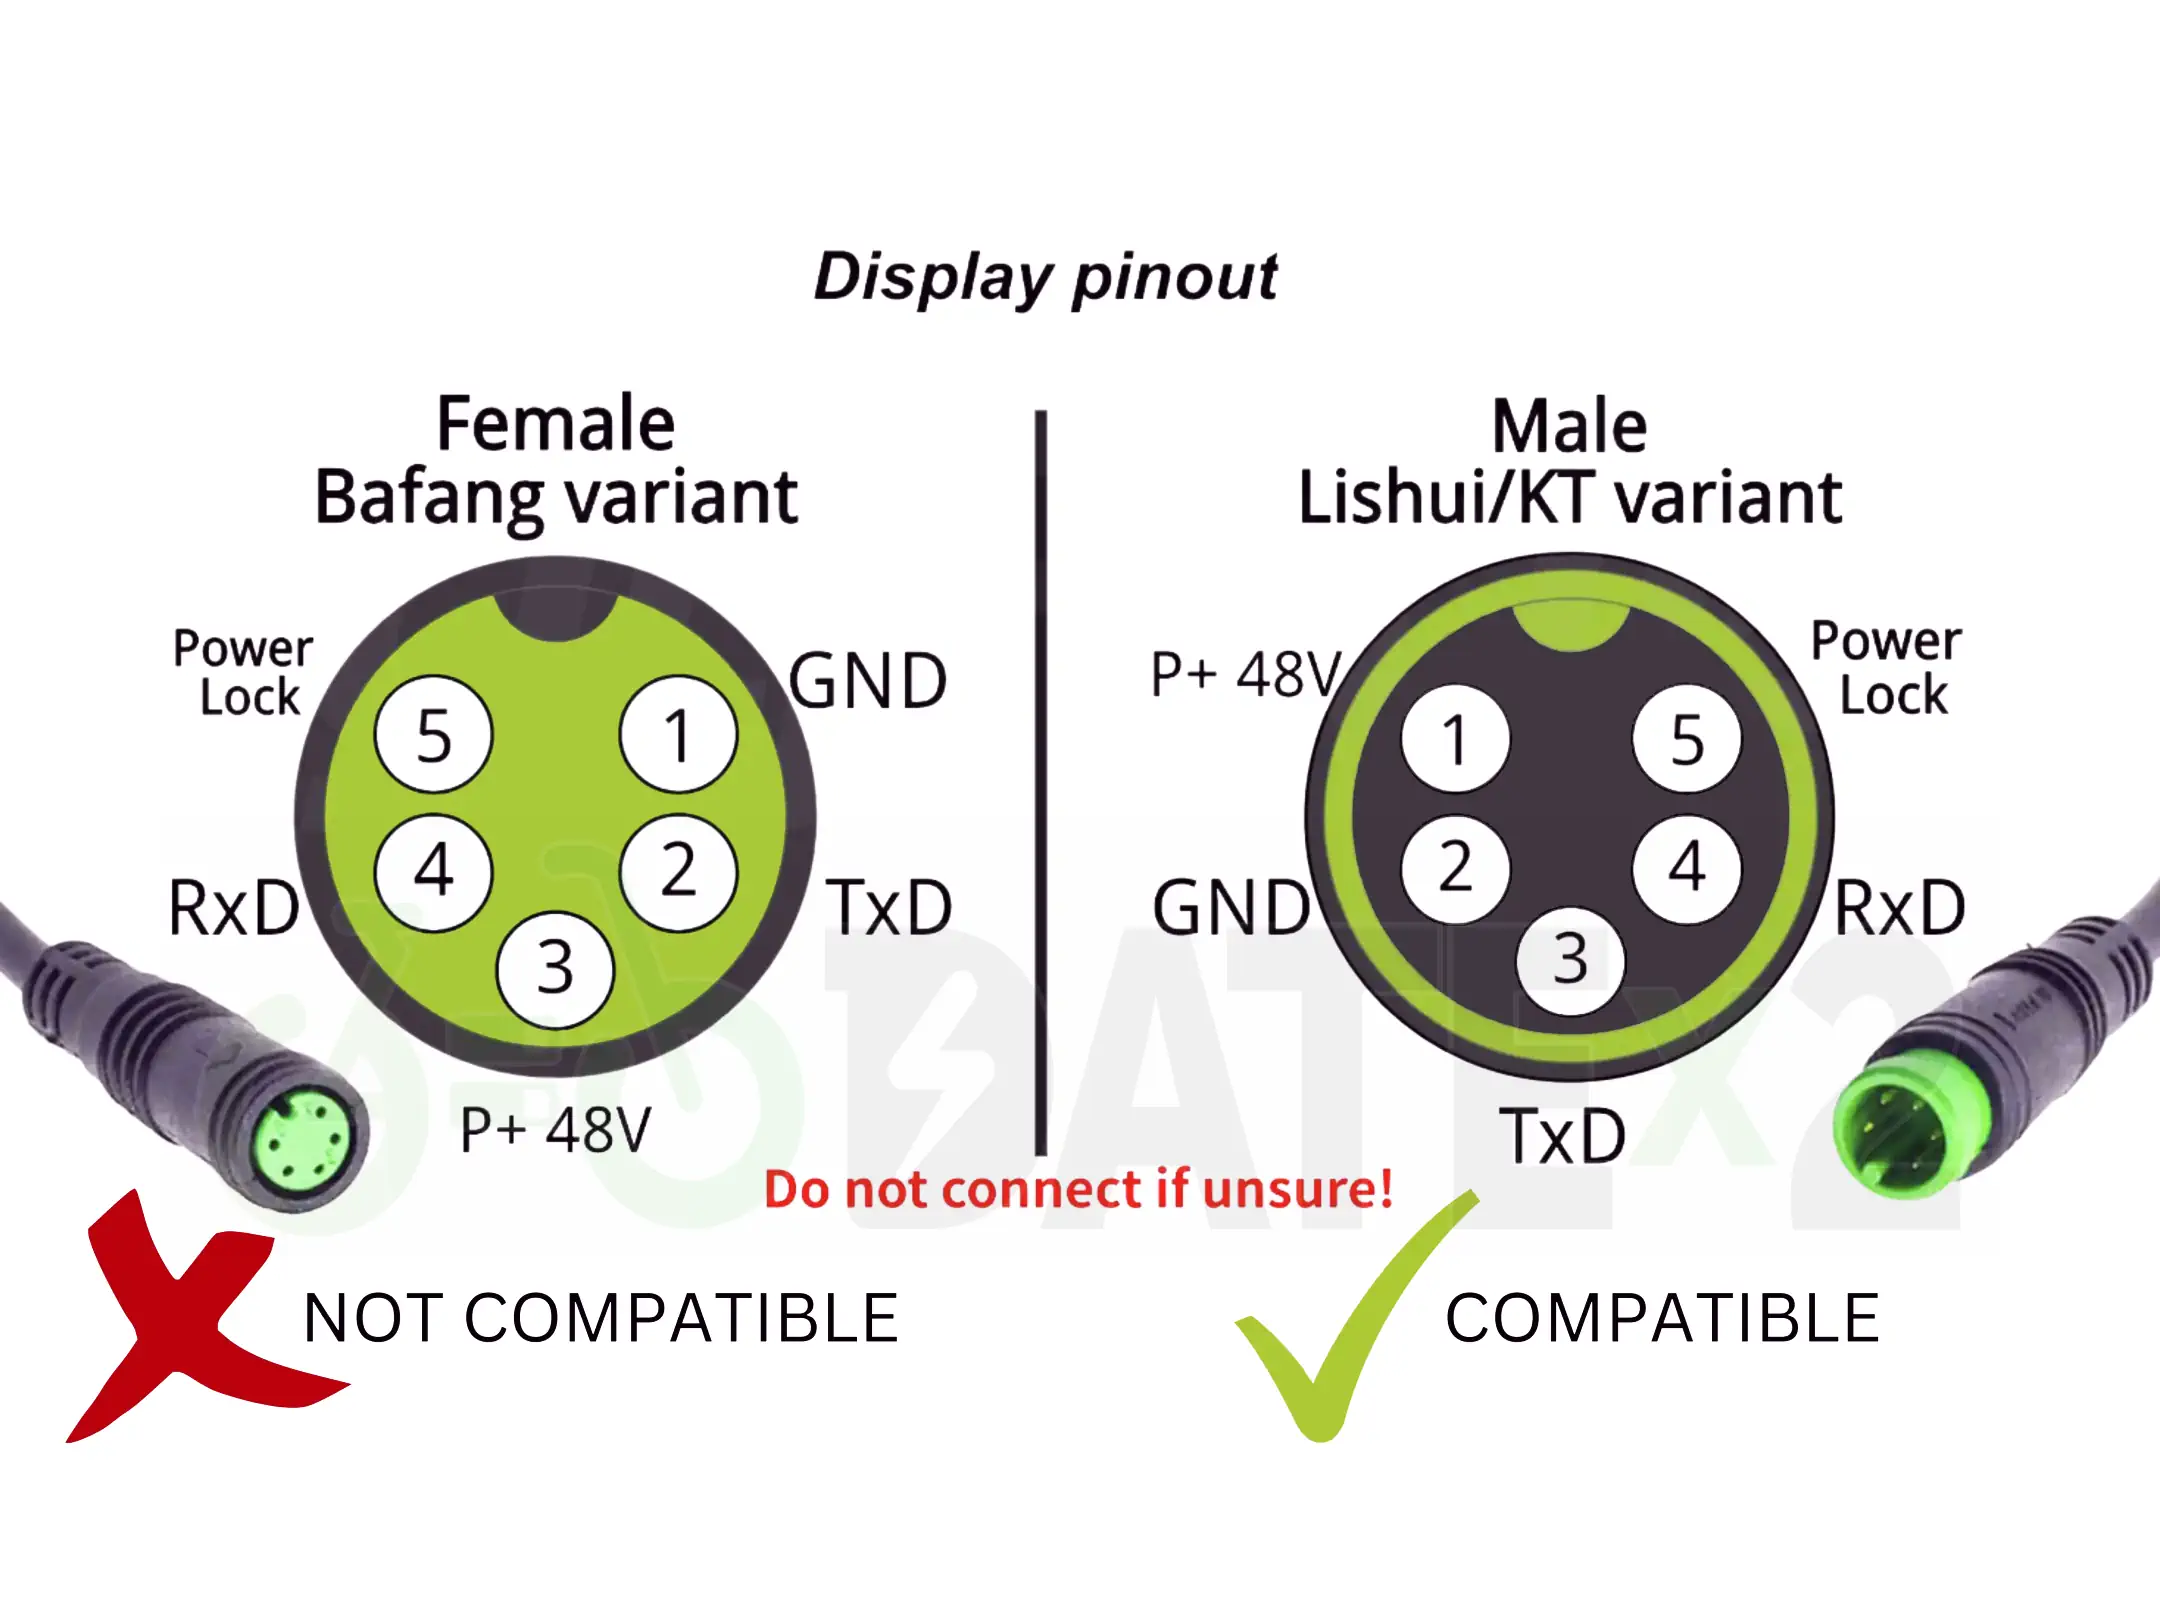 Display pinout
Female
Bafang variant
Power
Lock
GND
5
1
4
2
3
RxD
TxD
P+ 48V
Male
Lishui/KT variant
P+ 48V
Power
Lock
1
5
2
4
3
GND
RxD
TxD
Do not connect if unsure!
NOT COMPATIBLE
COMPATIBLE